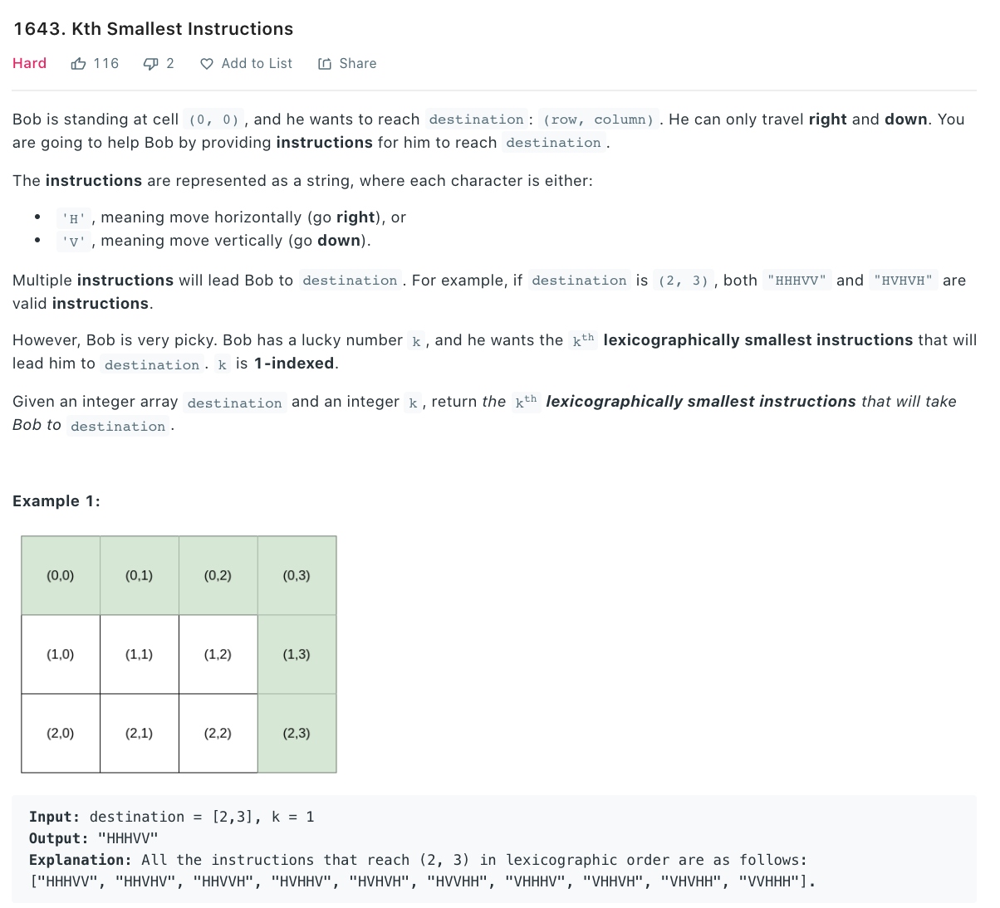 1643. Kth Smallest Instructions
Hard 116 2 Add to List Share
Bob is standing at cell (0, 0) , and he wants to reach destination : (row, column) . He can only travel right and down. You
are going to help Bob by providing instructions for him to reach destination .
The instructions are represented as a string, where each character is either:
• 'H' , meaning move horizontally (go right), or
• 'V' , meaning move vertically (go down).
Multiple instructions will lead Bob to destination . For example, if destination is (2, 3) , both "HHHVV" and "HVHVH" are
valid instructions.
However, Bob is very picky. Bob has a lucky number k , and he wants the kth lexicographically smallest instructions that will
lead him to destination . k is 1-indexed.
Given an integer array destination and an integer k , return the kth lexicographically smallest instructions that will take
Bob to destination .
Example 1:
(0,0) (0,1) (0,2) (0,3)
(1,0) (1,1) (1,2) (1,3)
(2,0) (2,1) (2,2) (2,3)
Input: destination = [2,3], k = 1
Output: "HHHVV"
Explanation: All the instructions that reach (2, 3) in lexicographic order are as follows:
["HHHVV", "HHVHV", "HHVVH", "HVHHV", "HVHVH", "HVVHH", "VHHHV", "VHHVH", "VHVHH", "VVHHH"].